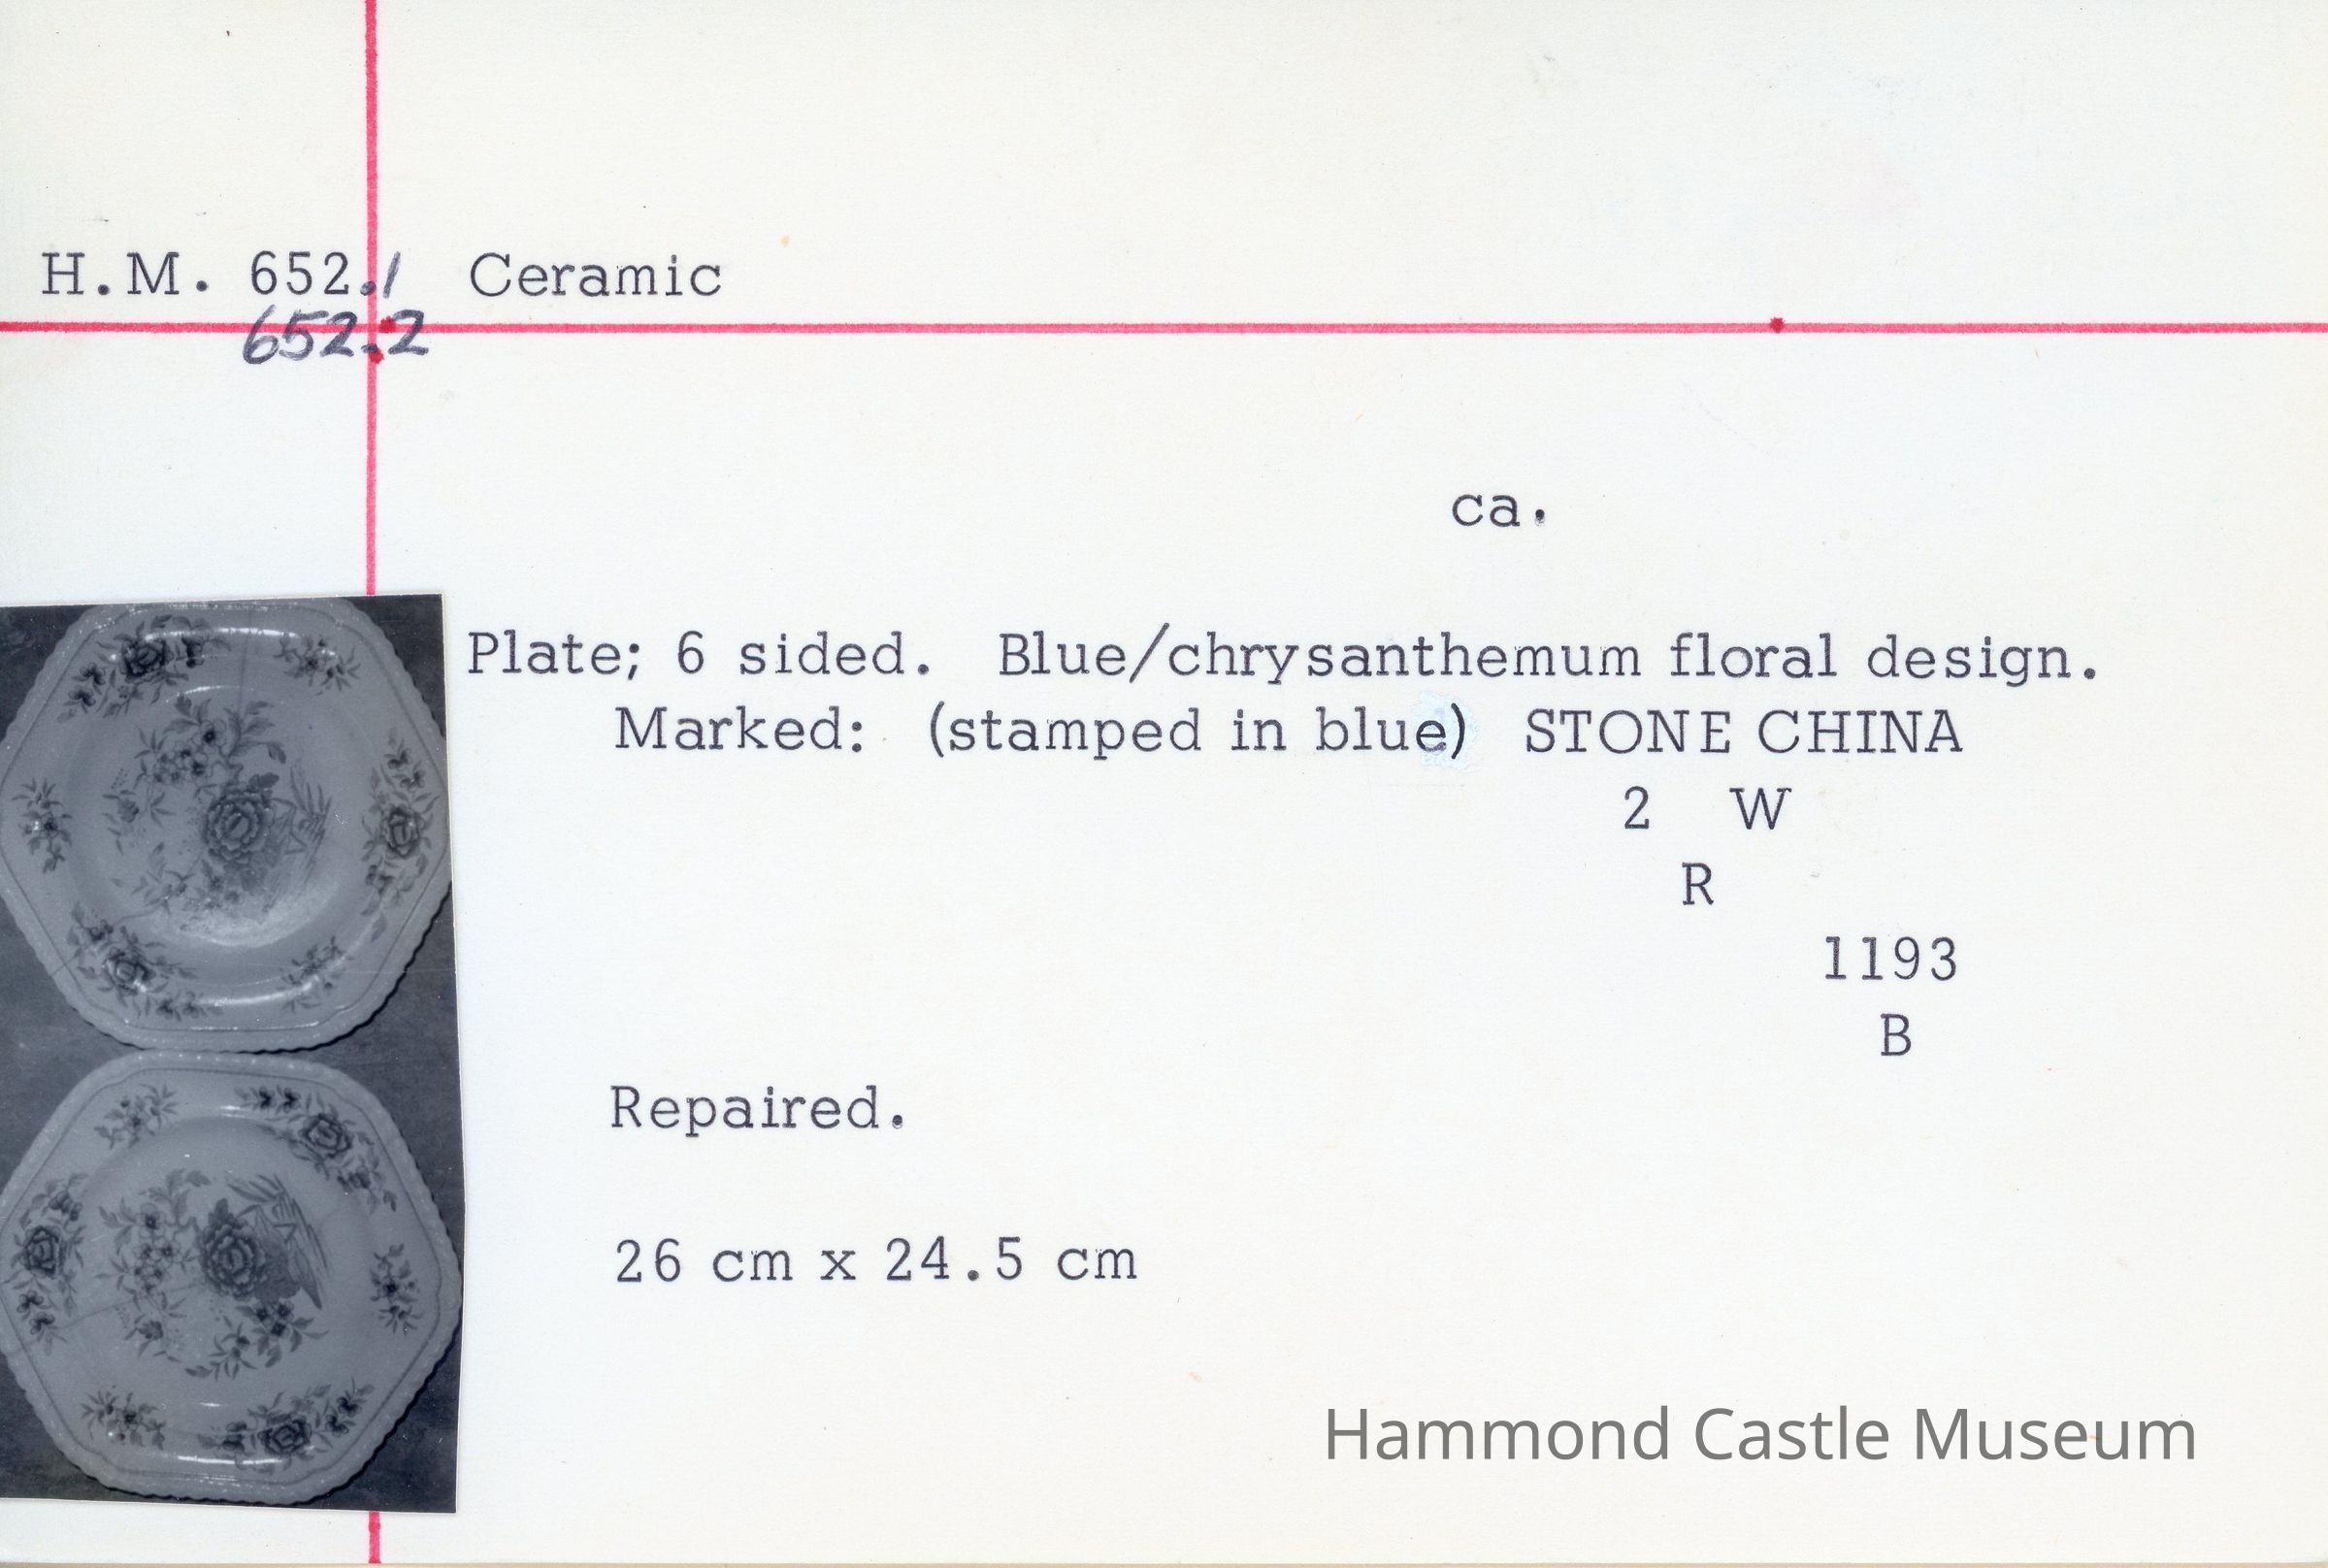 H.M. 652.1 Ceramic
652.2
ca.
Plate; 6 sided. Blue/chrysanthemum floral design.
Marked: (stamped in blue) STONE CHINA
2 W
R
1193
B
Repaired.
26 cm x 24.5 cm
Hammond Castle Museum